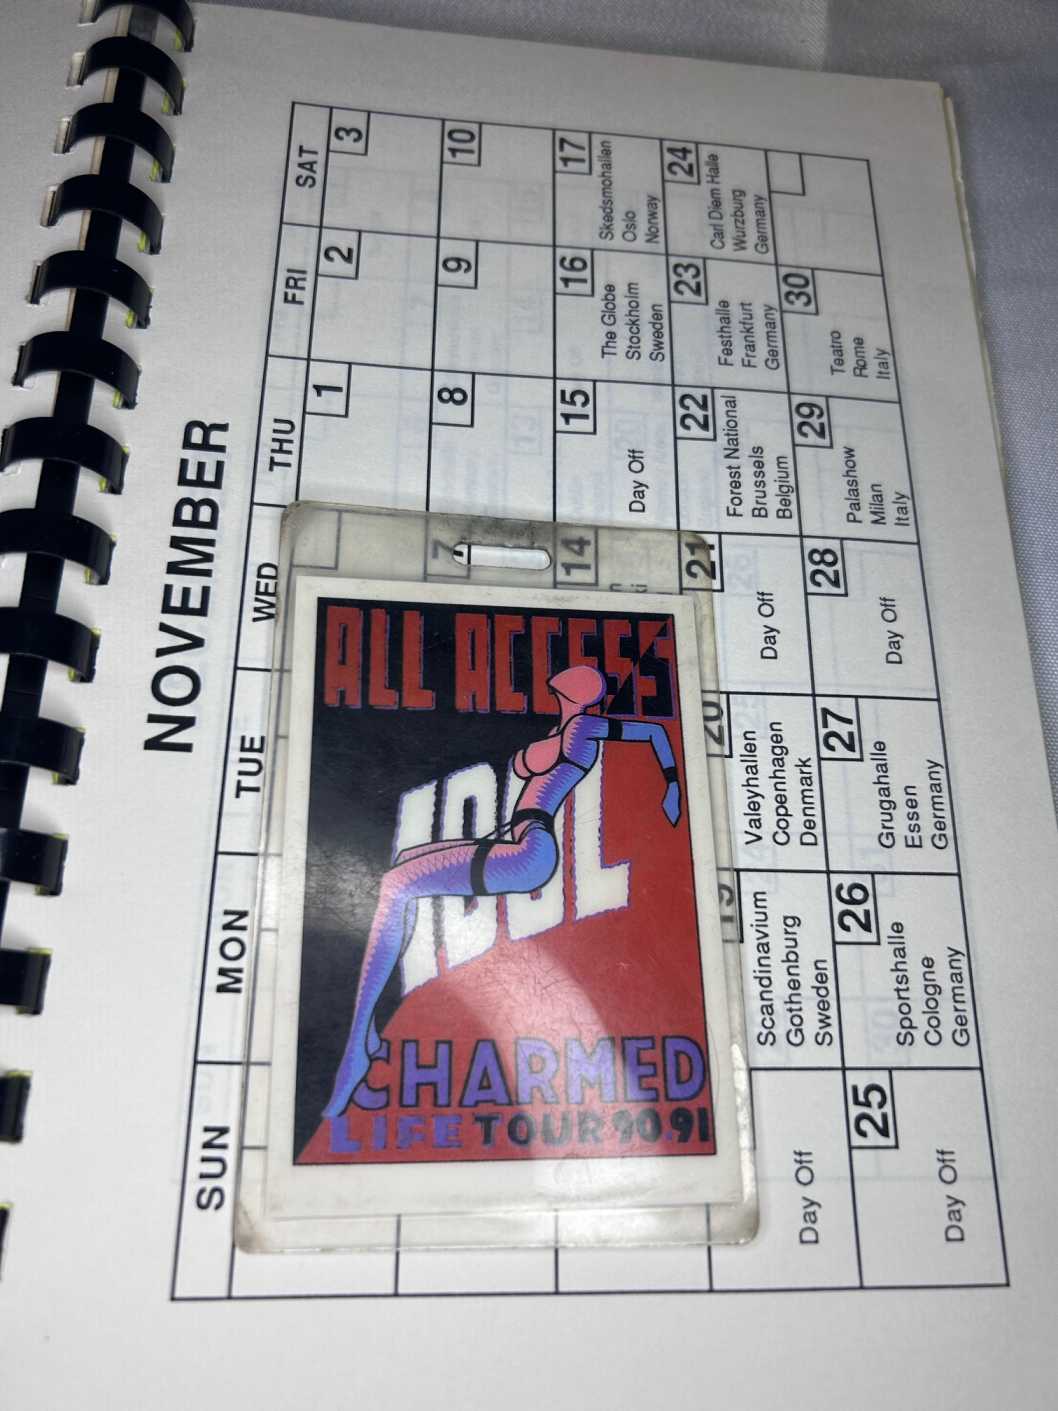 NOVEMBER
SUN
MON
TUE
WED
THU
FRI
SAT
1
2
3
7
8
9
10
14
15
Day Off
16
The Globe
Stockholm
Sweden
17
Skedsmohallen
Oslo
Norway
Day Off
19
Scandinavium
Gothenburg
Sweden
20
Valeyhallen
Copenhagen
Denmark
21
Day Off
22
Forest National
Brussels
Belgium
23
Festhalle
Frankfurt
Germany
24
Carl Diem Halle
Wurzburg
Germany
25
Day Off
26
Sportshalle
Cologne
Germany
27
Grugahalle
Essen
Germany
28
Day Off
29
Palashow
Milan
Italy
30
Teatro
Rome
Italy
ALL ACCESS
IDOL
CHARMED
LIFE TOUR 90.91